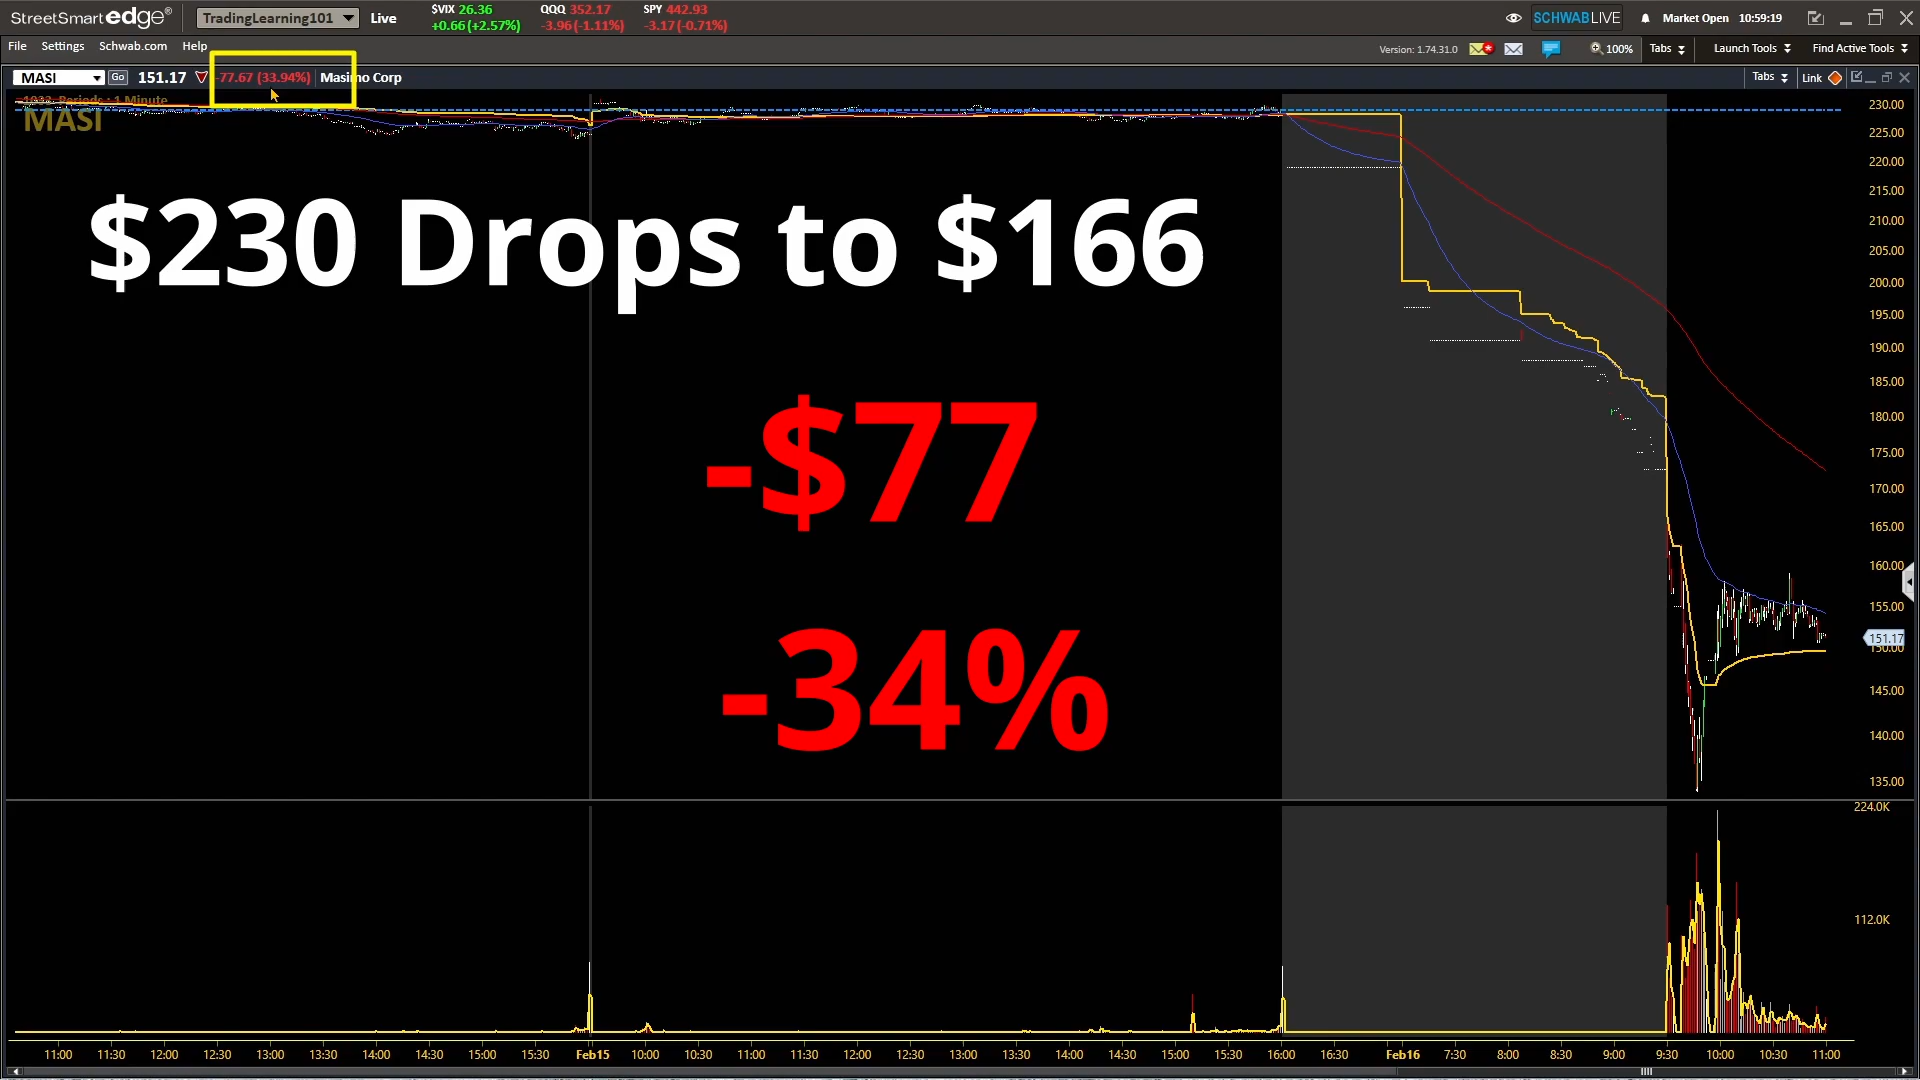 StreetSmart edge® TradingLearning101 Live $VIX 26.36 QQQ 352.17 SPY 442.93 SCHWABLIVE Market Open 10:59:19
+0.66 (+2.57%) -3.96 (-1.11%) -3.17 (-0.71%)
File Settings Schwab.com Help Version: 1.74.31.0 100% Tabs Launch Tools Find Active Tools
MASI Go 151.17 -77.67 (33.94%) Masimo Corp Tabs Link
1022 Periods : 1 Minute
MASI
$230 Drops to $166
-$77
-34%
230.00
225.00
220.00
215.00
210.00
205.00
200.00
195.00
190.00
185.00
180.00
175.00
170.00
165.00
160.00
155.00
151.17
150.00
145.00
140.00
135.00
224.0K
112.0K
11:00 11:30 12:00 12:30 13:00 13:30 14:00 14:30 15:00 15:30 Feb15 10:00 10:30 11:00 11:30 12:00 12:30 13:00 13:30 14:00 14:30 15:00 15:30 16:00 16:30 Feb16 7:30 8:00 8:30 9:00 9:30 10:00 10:30 11:00